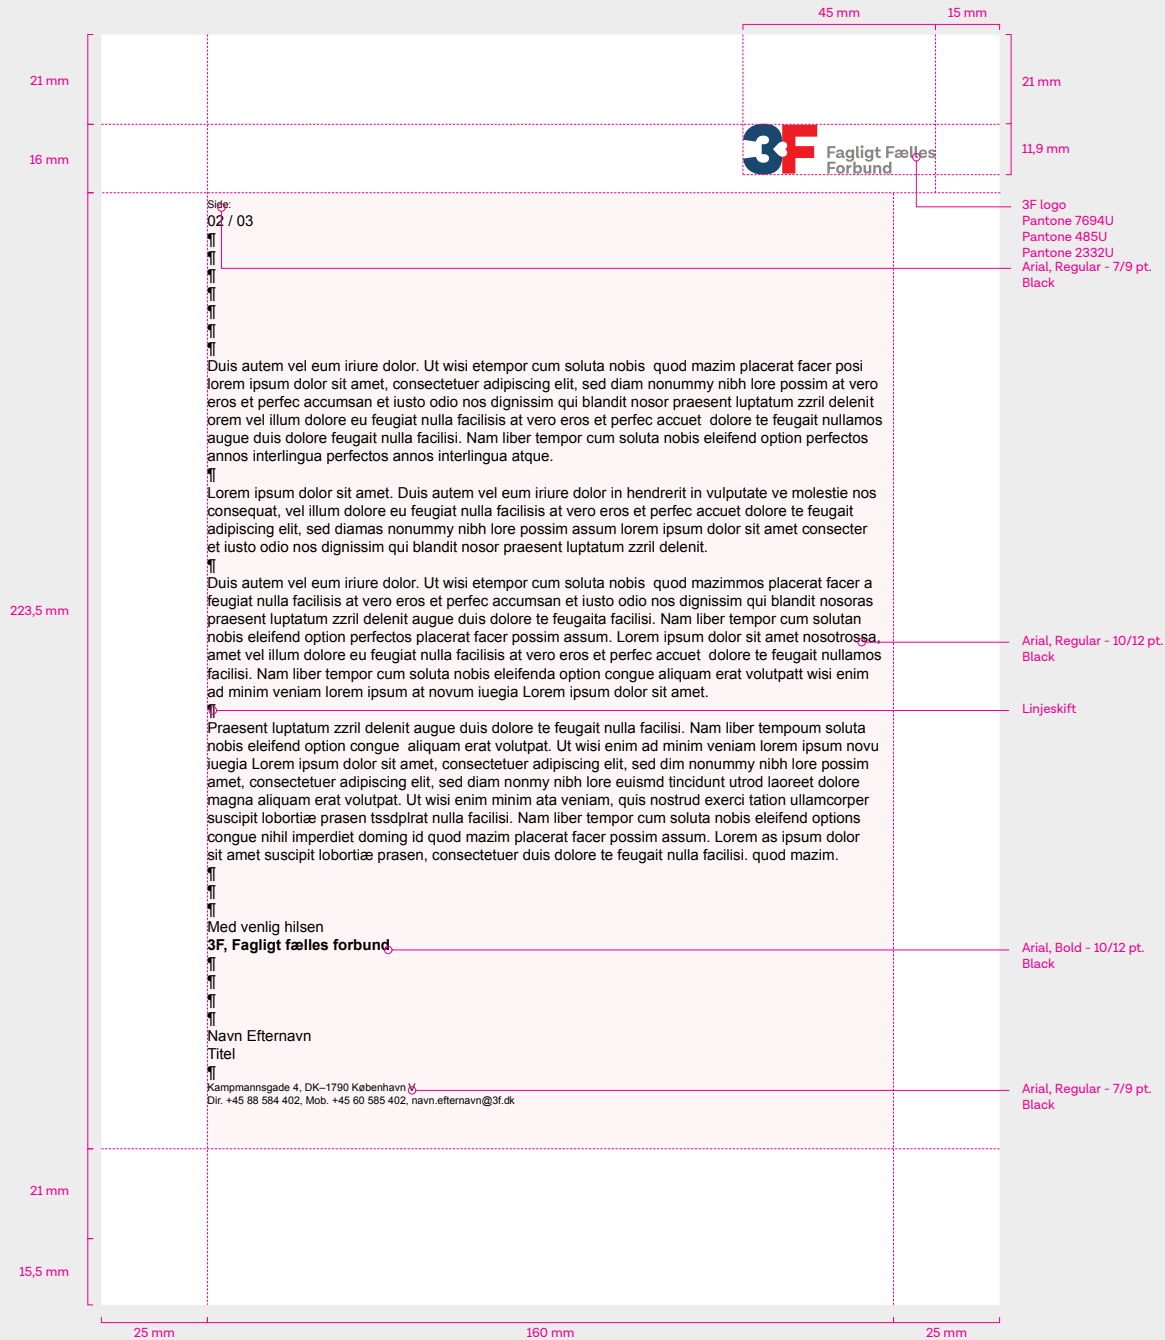 45 mm
15 mm
21 mm
21 mm
16 mm
11,9 mm
3F Fagligt Fælles
Forbund
3F logo
Pantone 7694U
Pantone 485U
Pantone 2332U
Arial, Regular - 7/9 pt.
Black
Side:
02 / 03
¶
¶
¶
¶
¶
¶
¶
Duis autem vel eum iriure dolor. Ut wisi etempor cum soluta nobis  quod mazim placerat facer posi
lorem ipsum dolor sit amet, consectetuer adipiscing elit, sed diam nonummy nibh lore possim at vero
eros et perfec accumsan et iusto odio nos dignissim qui blandit nosor praesent luptatum zzril delenit
orem vel illum dolore eu feugiat nulla facilisis at vero eros et perfec accuet  dolore te feugait nullamos
augue duis dolore feugait nulla facilisi. Nam liber tempor cum soluta nobis eleifend option perfectos
annos interlingua perfectos annos interlingua atque.
¶
Lorem ipsum dolor sit amet. Duis autem vel eum iriure dolor in hendrerit in vulputate ve molestie nos
consequat, vel illum dolore eu feugiat nulla facilisis at vero eros et perfec accuet dolore te feugait
adipiscing elit, sed diamas nonummy nibh lore possim assum lorem ipsum dolor sit amet consecter
et iusto odio nos dignissim qui blandit nosor praesent luptatum zzril delenit.
¶
Duis autem vel eum iriure dolor. Ut wisi etempor cum soluta nobis  quod mazimmos placerat facer a
feugiat nulla facilisis at vero eros et perfec accumsan et iusto odio nos dignissim qui blandit nosoras
praesent luptatum zzril delenit augue duis dolore te feugaita facilisi. Nam liber tempor cum solutan
nobis eleifend option perfectos placerat facer possim assum. Lorem ipsum dolor sit amet nosotrossa,
amet vel illum dolore eu feugiat nulla facilisis at vero eros et perfec accuet  dolore te feugait nullamos
facilisi. Nam liber tempor cum soluta nobis eleifenda option congue aliquam erat volutpatt wisi enim
ad minim veniam lorem ipsum at novum iuegia Lorem ipsum dolor sit amet.
¶
Praesent luptatum zzril delenit augue duis dolore te feugait nulla facilisi. Nam liber tempoum soluta
nobis eleifend option congue  aliquam erat volutpat. Ut wisi enim ad minim veniam lorem ipsum novu
iuegia Lorem ipsum dolor sit amet, consectetuer adipiscing elit, sed dim nonummy nibh lore possim
amet, consectetuer adipiscing elit, sed diam nonmy nibh lore euismd tincidunt utrod laoreet dolore
magna aliquam erat volutpat. Ut wisi enim minim ata veniam, quis nostrud exerci tation ullamcorper
suscipit lobortiæ prasen tssdplrat nulla facilisi. Nam liber tempor cum soluta nobis eleifend options
congue nihil imperdiet doming id quod mazim placerat facer possim assum. Lorem as ipsum dolor
sit amet suscipit lobortiæ prasen, consectetuer duis dolore te feugait nulla facilisi. quod mazim.
¶
¶
¶
Med venlig hilsen
3F, Fagligt fælles forbund
¶
¶
¶
¶
Navn Efternavn
Titel
¶
Kampmannsgade 4, DK–1790 København V
Dir. +45 88 584 402, Mob. +45 60 585 402, navn.efternavn@3f.dk
223,5 mm
Arial, Regular - 10/12 pt.
Black
Linjeskift
Arial, Bold - 10/12 pt.
Black
Arial, Regular - 7/9 pt.
Black
21 mm
15,5 mm
25 mm
160 mm
25 mm